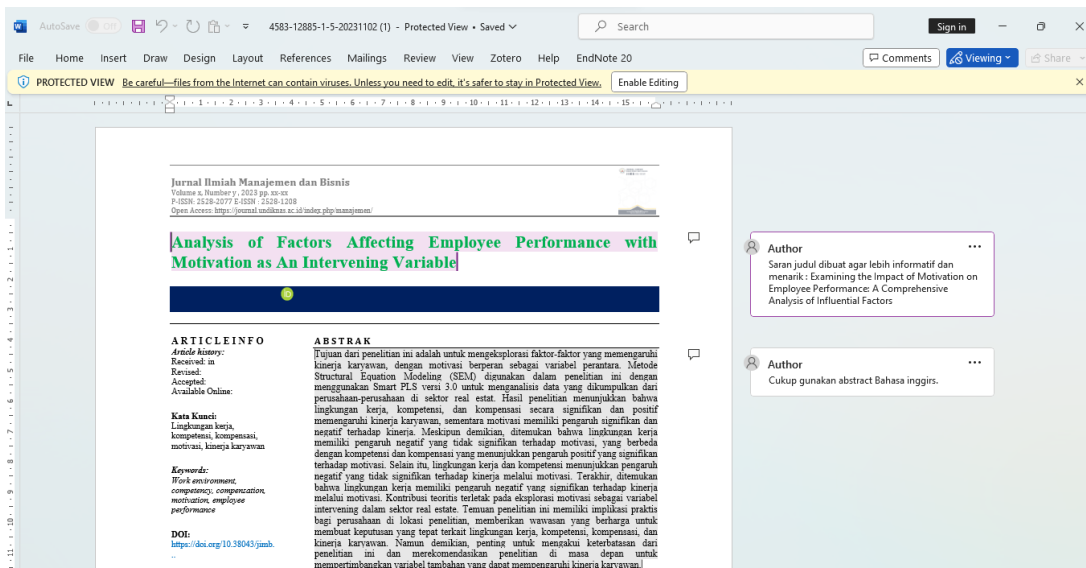 AutoSave Off 4583-12885-1-5-20231102 (1) - Protected View • Saved Search Sign in
File Home Insert Draw Design Layout References Mailings Review View Zotero Help EndNote 20 Comments Viewing Share
PROTECTED VIEW Be careful—files from the Internet can contain viruses. Unless you need to edit, it's safer to stay in Protected View. Enable Editing
1 2 3 4 5 6 7 8 9 10 11 12 13 14 15
Jurnal Ilmiah Manajemen dan Bisnis
Volume x, Number y, 2023 pp. xx-xx
P-ISSN: 2528-2077 E-ISSN : 2528-1208
Open Access: https://journal.undiknas.ac.id/index.php/manajemen/
Analysis of Factors Affecting Employee Performance with
Motivation as An Intervening Variable
iD
A R T I C L E I N F O
Article history:
Received: in
Revised:
Accepted:
Available Online:
Kata Kunci:
Lingkungan kerja,
kompetensi, kompensasi,
motivasi, kinerja karyawan
Keywords:
Work environment,
competency, compensation,
motivation, employee
performance
DOI:
https://doi.org/10.38043/jimb.
..
A B S T R A K
Tujuan dari penelitian ini adalah untuk mengeksplorasi faktor-faktor yang memengaruhi
kinerja karyawan, dengan motivasi berperan sebagai variabel perantara. Metode
Structural Equation Modeling (SEM) digunakan dalam penelitian ini dengan
menggunakan Smart PLS versi 3.0 untuk menganalisis data yang dikumpulkan dari
perusahaan-perusahaan di sektor real estat. Hasil penelitian menunjukkan bahwa
lingkungan kerja, kompetensi, dan kompensasi secara signifikan dan positif
memengaruhi kinerja karyawan, sementara motivasi memiliki pengaruh signifikan dan
negatif terhadap kinerja. Meskipun demikian, ditemukan bahwa lingkungan kerja
memiliki pengaruh negatif yang tidak signifikan terhadap motivasi, yang berbeda
dengan kompetensi dan kompensasi yang menunjukkan pengaruh positif yang signifikan
terhadap motivasi. Selain itu, lingkungan kerja dan kompetensi menunjukkan pengaruh
negatif yang tidak signifikan terhadap kinerja melalui motivasi. Terakhir, ditemukan
bahwa lingkungan kerja memiliki pengaruh negatif yang signifikan terhadap kinerja
melalui motivasi. Kontribusi teoritis terletak pada eksplorasi motivasi sebagai variabel
intervening dalam sektor real estate. Temuan penelitian ini memiliki implikasi praktis
bagi perusahaan di lokasi penelitian, memberikan wawasan yang berharga untuk
membuat keputusan yang tepat terkait lingkungan kerja, kompetensi, kompensasi, dan
kinerja karyawan. Namun demikian, penting untuk mengakui keterbatasan dari
penelitian ini dan merekomendasikan penelitian di masa depan untuk
mempertimbangkan variabel tambahan yang dapat mempengaruhi kinerja karyawan.
Author
Saran judul dibuat agar lebih informatif dan
menarik : Examining the Impact of Motivation on
Employee Performance: A Comprehensive
Analysis of Influential Factors
Author
Cukup gunakan abstract Bahasa inggirs.